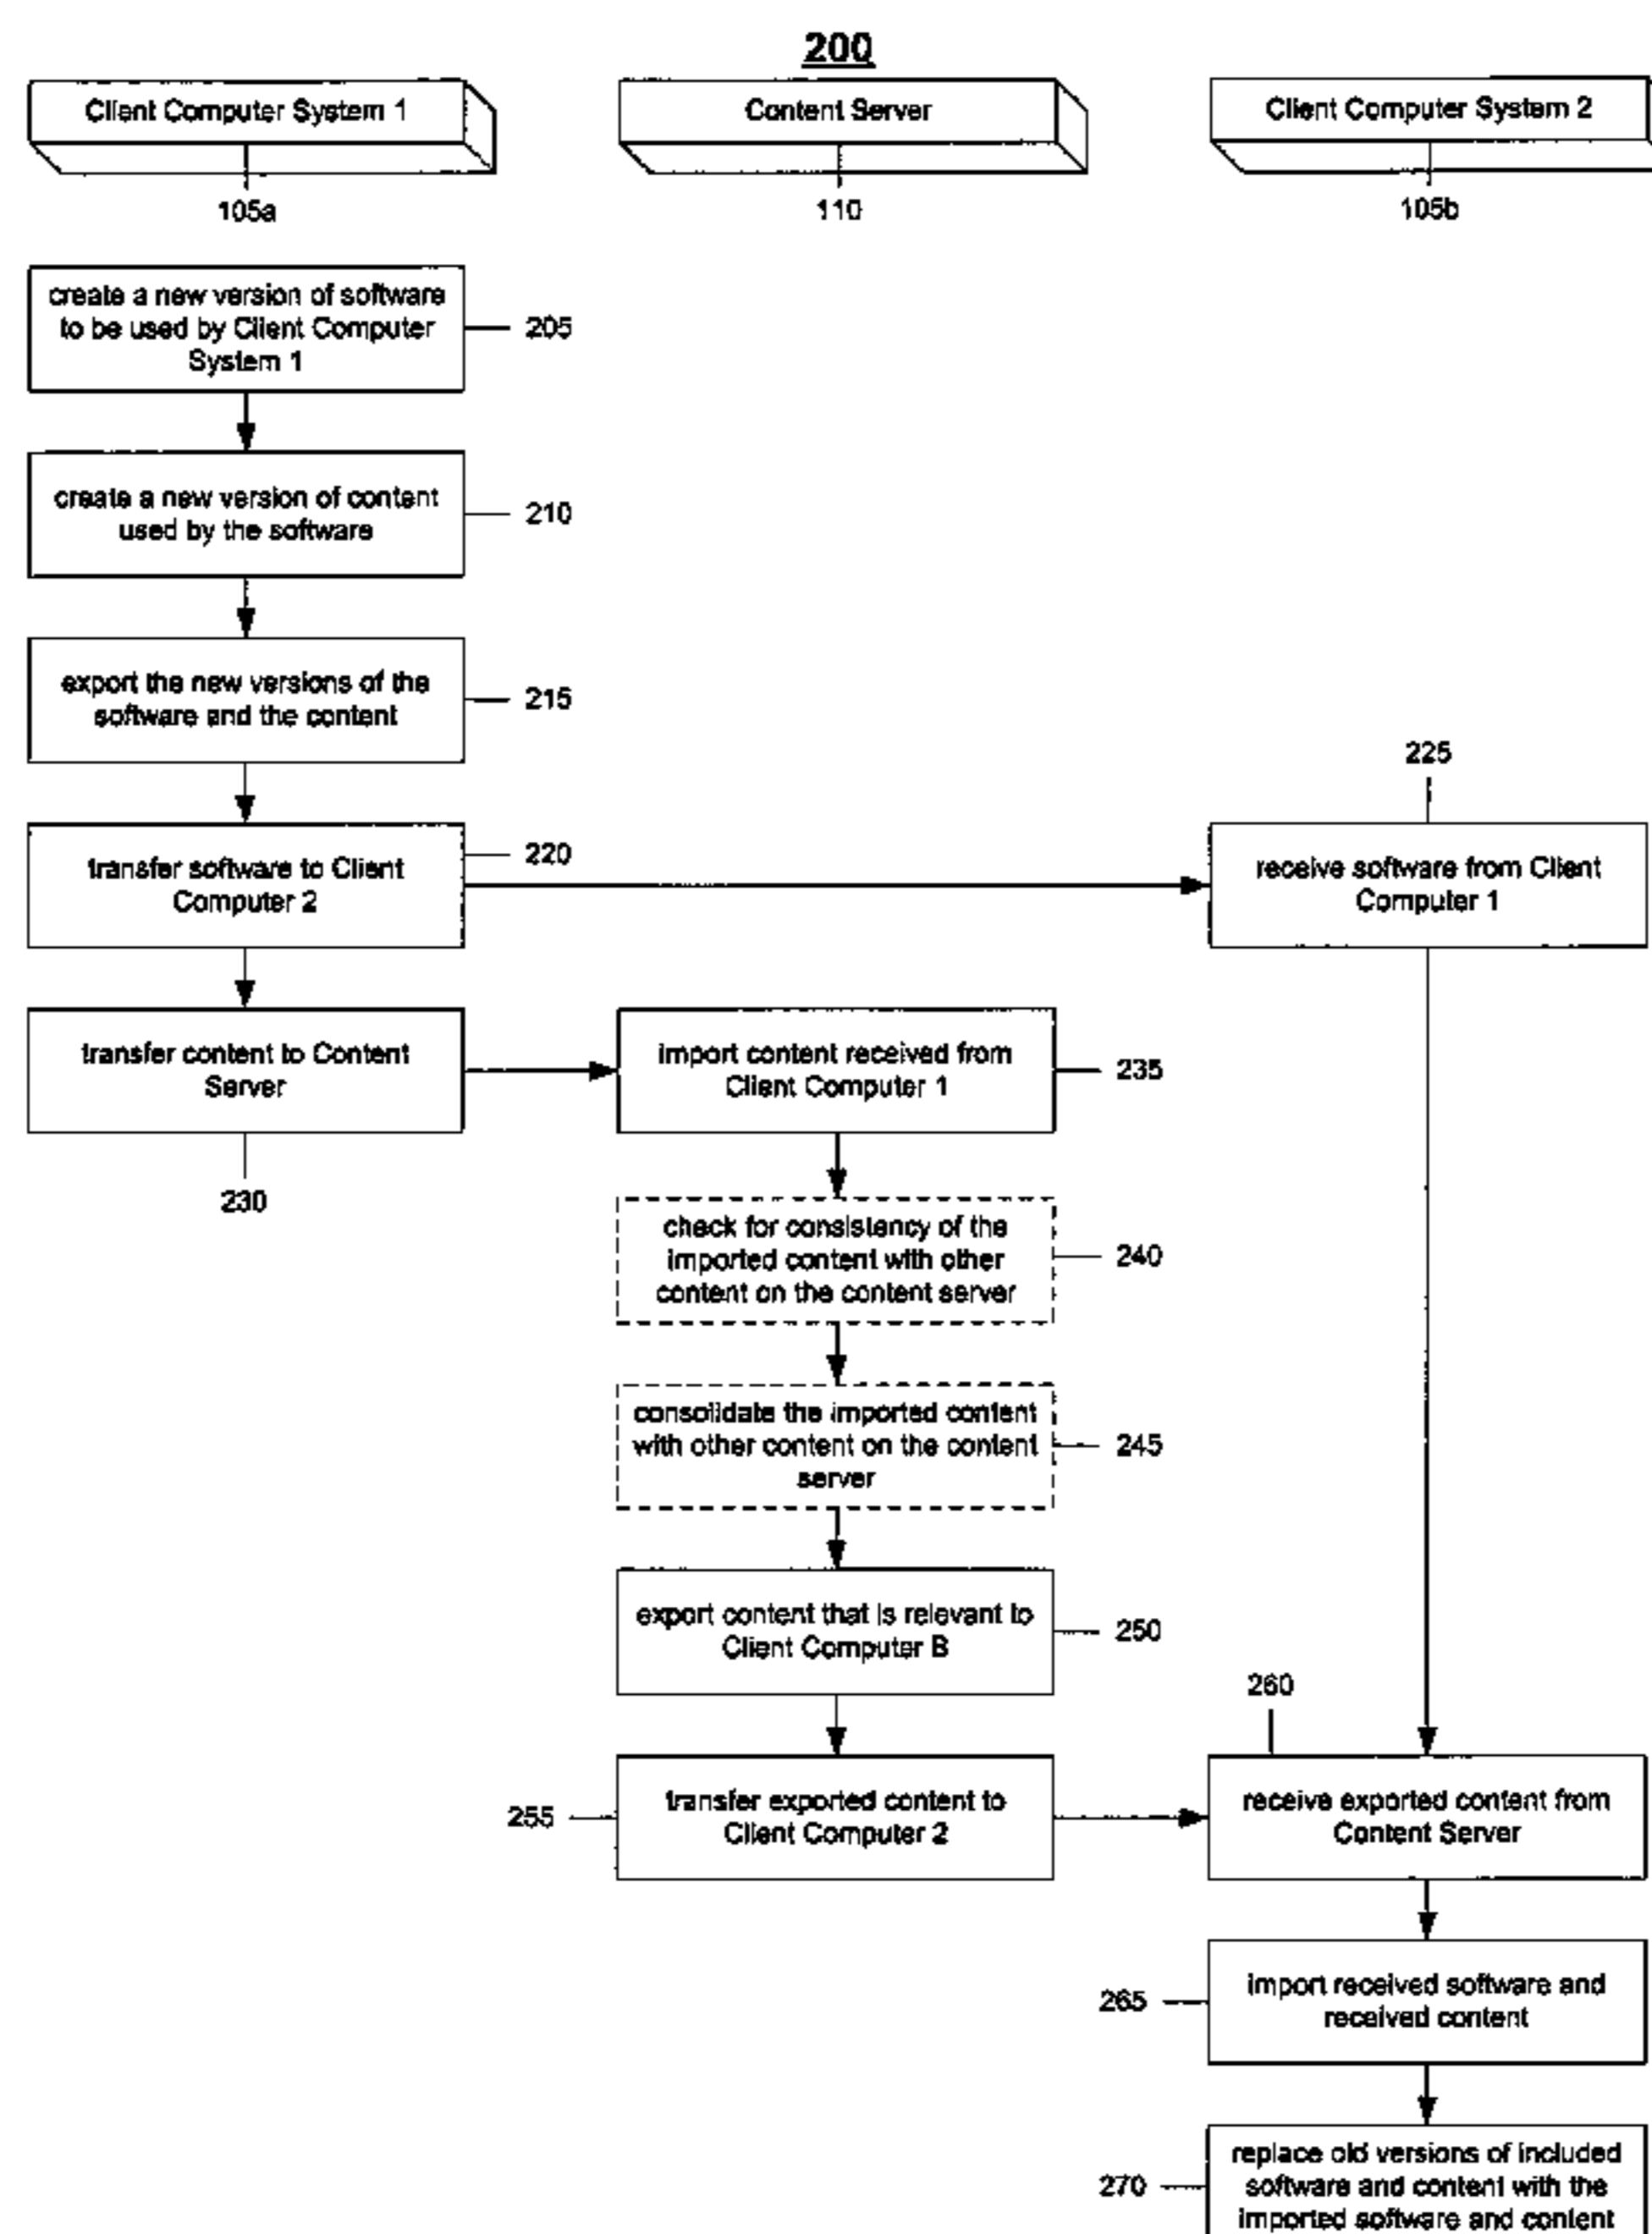 200
Client Computer System 1
Content Server
Client Computer System 2
105a
110
105b
create a new version of software
to be used by Client Computer
System 1
205
create a new version of content
used by the software
210
export the new versions of the
software and the content
215
225
transfer software to Client
Computer 2
220
receive software from Client
Computer 1
transfer content to Content
Server
230
import content received from
Client Computer 1
235
check for consistency of the
imported content with other
content on the content server
240
consolidate the imported content
with other content on the content
server
245
export content that is relevant to
Client Computer B
250
260
255
transfer exported content to
Client Computer 2
receive exported content from
Content Server
265
import received software and
received content
270
replace old versions of included
software and content with the
imported software and content